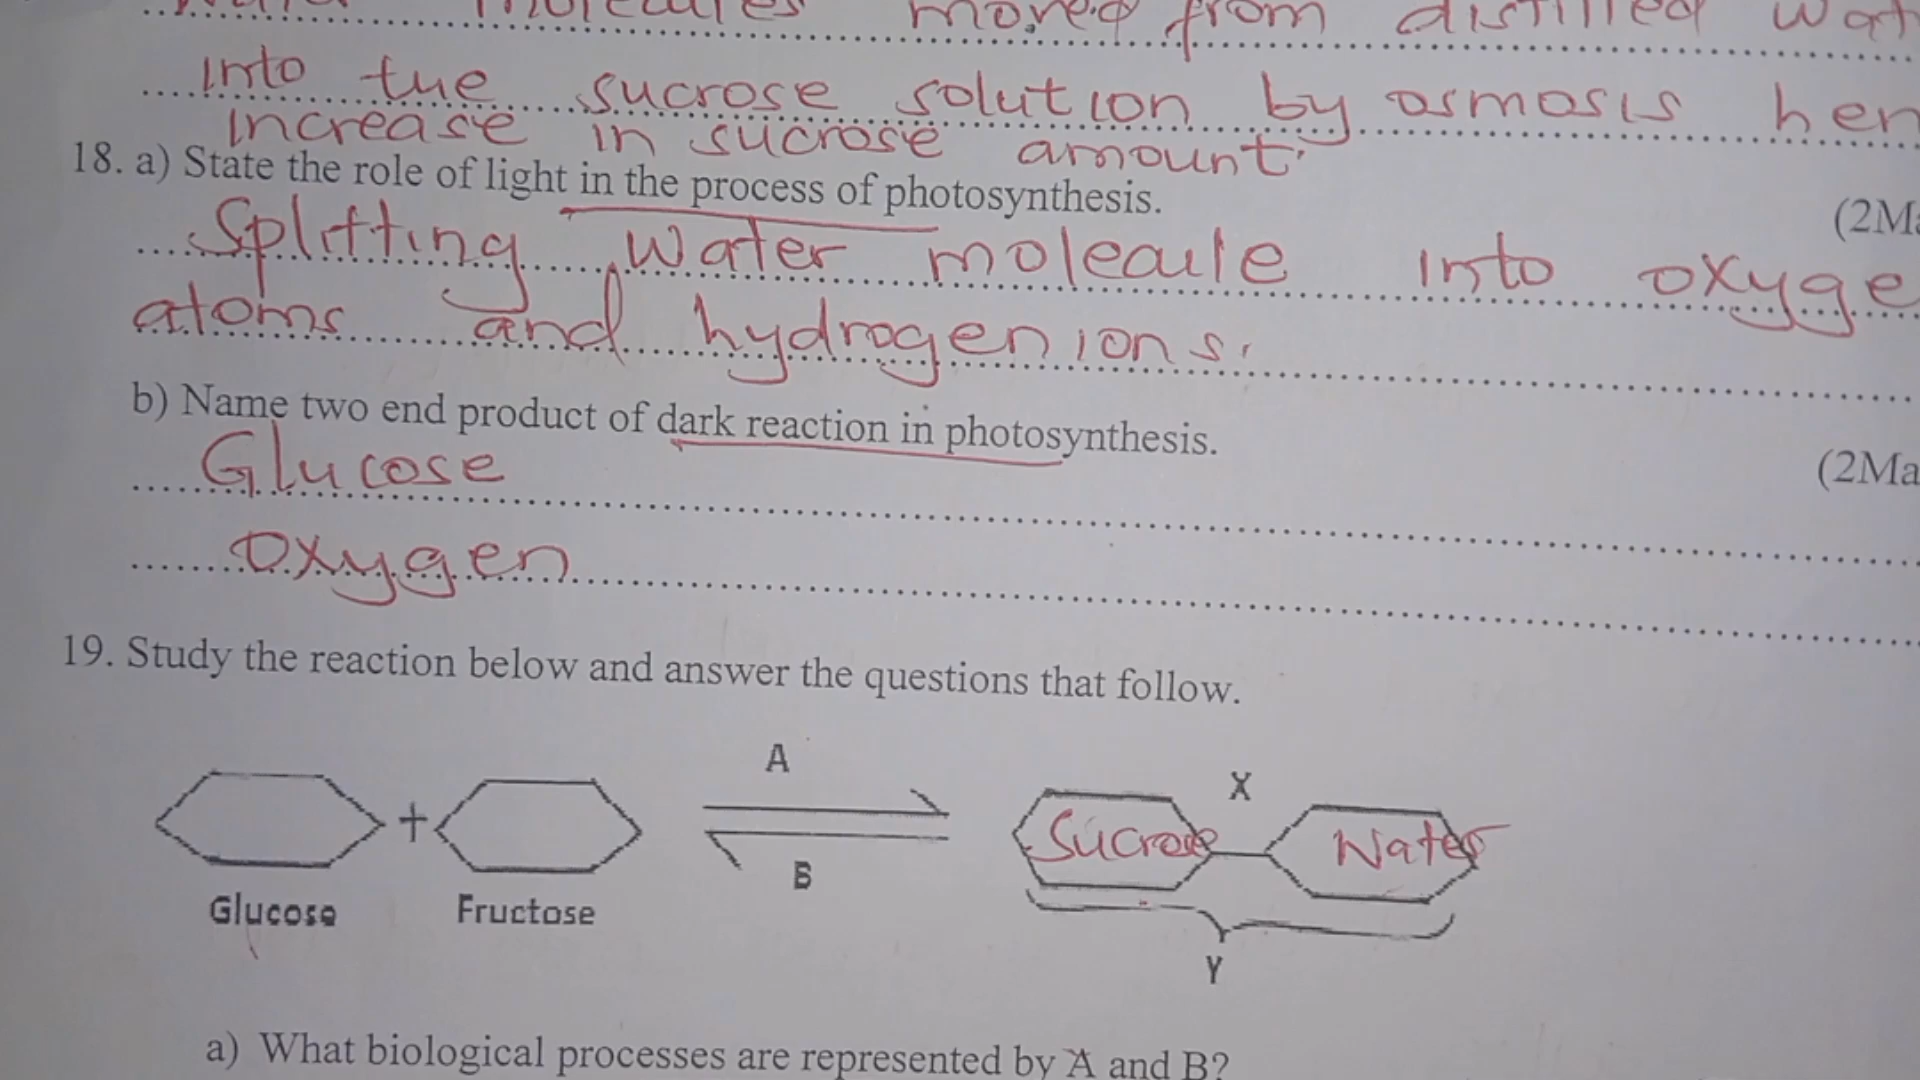 molecules moved from distilled wat
into the sucrose solution by osmosis hen
increase in sucrose amount.
18. a) State the role of light in the process of photosynthesis.
(2Ma
Splitting water molecule into oxyge
atoms and hydrogen ions.
b) Name two end product of dark reaction in photosynthesis.
(2Ma
Glucose
oxygen
19. Study the reaction below and answer the questions that follow.
A
X
+
Sucrose Water
B
Glucose Fructose
Y
a) What biological processes are represented by A and B?